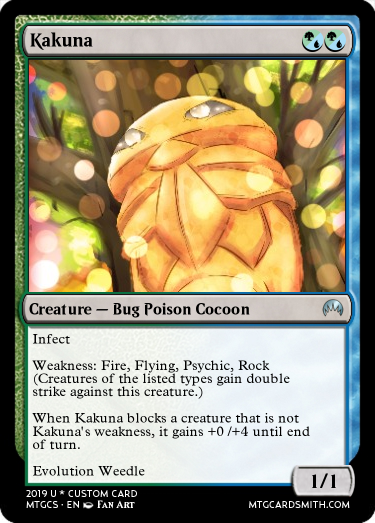 Kakuna
Creature — Bug Poison Cocoon
Infect
Weakness: Fire, Flying, Psychic, Rock
(Creatures of the listed types gain double
strike against this creature.)
When Kakuna blocks a creature that is not
Kakuna's weakness, it gains +0 /+4 until end
of turn.
Evolution Weedle
1/1
2019 U * CUSTOM CARD
MTGCS · EN FAN ART
MTGCARDSMITH.COM